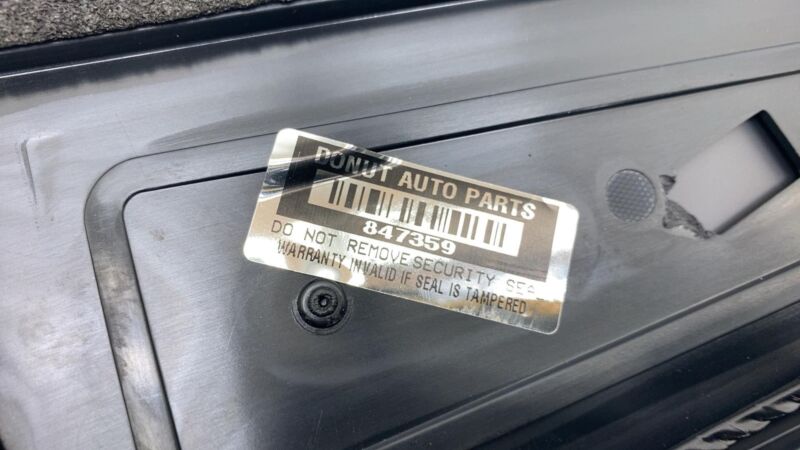 DONUT AUTO PARTS
847359
DO NOT REMOVE SECURITY
WARRANTY INVALID IF SEAL IS TAMPERED